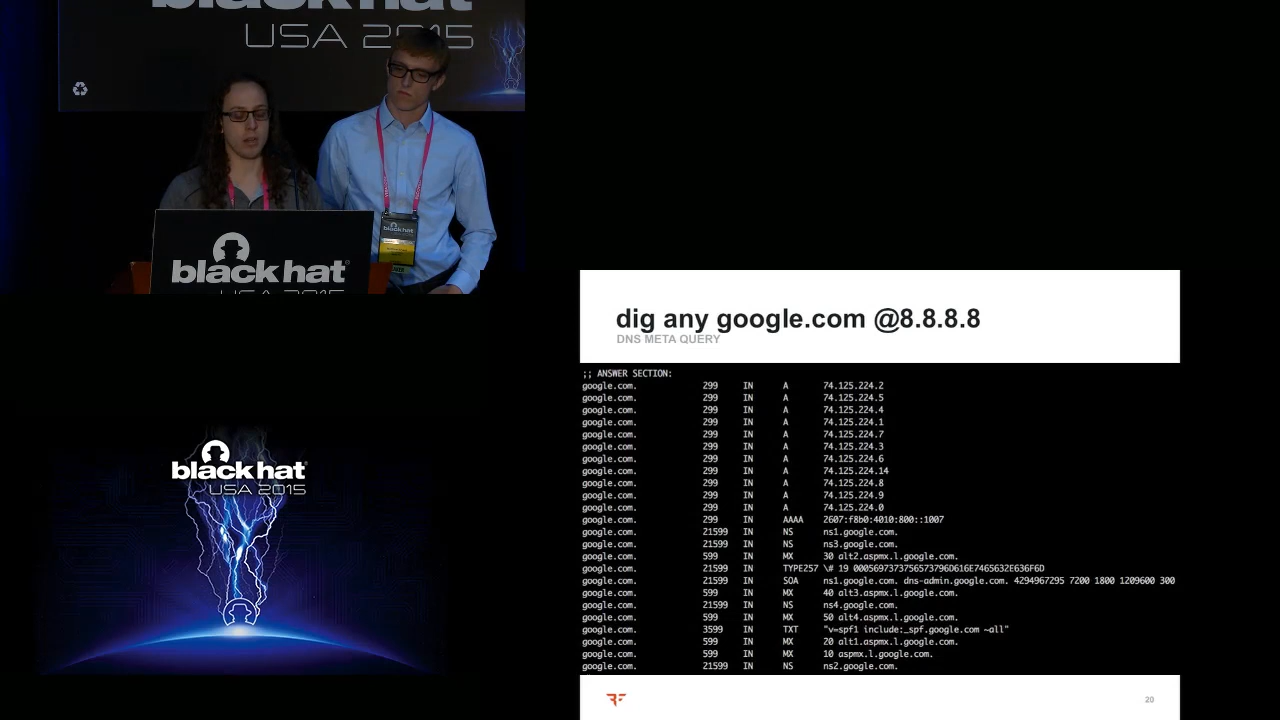 black hat
USA 2015
black hat
black hat
USA 2015
black hat
USA 2015
dig any google.com @8.8.8.8
DNS META QUERY
;; ANSWER SECTION:
google.com. 299 IN A 74.125.224.2
google.com. 299 IN A 74.125.224.5
google.com. 299 IN A 74.125.224.4
google.com. 299 IN A 74.125.224.1
google.com. 299 IN A 74.125.224.7
google.com. 299 IN A 74.125.224.3
google.com. 299 IN A 74.125.224.6
google.com. 299 IN A 74.125.224.14
google.com. 299 IN A 74.125.224.8
google.com. 299 IN A 74.125.224.9
google.com. 299 IN A 74.125.224.0
google.com. 299 IN AAAA 2607:f8b0:4010:800::1007
google.com. 21599 IN NS ns1.google.com.
google.com. 21599 IN NS ns3.google.com.
google.com. 599 IN MX 30 alt2.aspmx.l.google.com.
google.com. 21599 IN TYPE257 \# 19 0005697373756573796D616E7465632E636F6D
google.com. 21599 IN SOA ns1.google.com. dns-admin.google.com. 4294967295 7200 1800 1209600 300
google.com. 599 IN MX 40 alt3.aspmx.l.google.com.
google.com. 21599 IN NS ns4.google.com.
google.com. 599 IN MX 50 alt4.aspmx.l.google.com.
google.com. 3599 IN TXT "v=spf1 include:_spf.google.com ~all"
google.com. 599 IN MX 20 alt1.aspmx.l.google.com.
google.com. 599 IN MX 10 aspmx.l.google.com.
google.com. 21599 IN NS ns2.google.com.
20